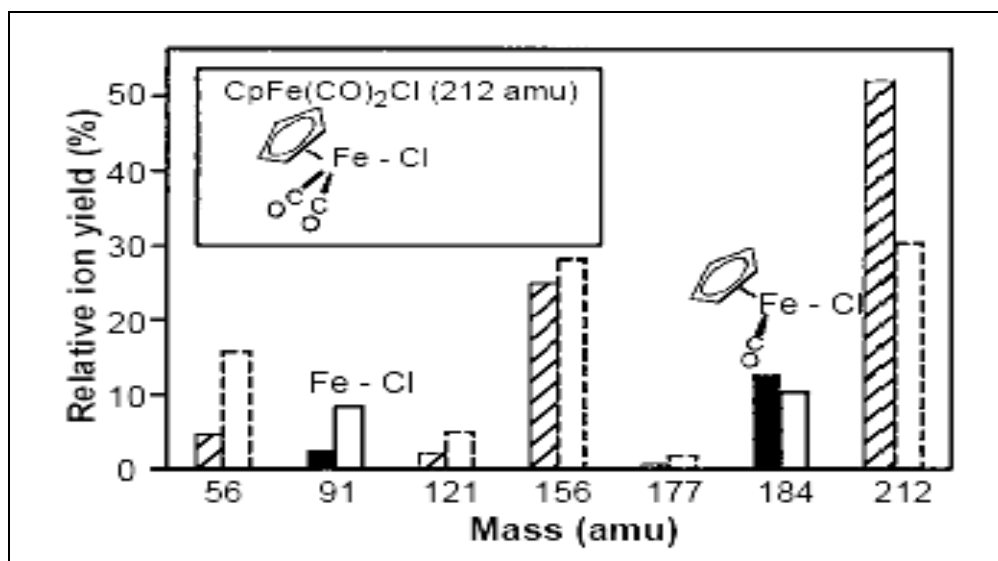 Relative ion yield (%)
50
40
30
20
10
0
CpFe(CO)2Cl (212 amu)
Fe - Cl
C
O
C
O
Fe - Cl
Fe - Cl
C
O
56 91 121 156 177 184 212
Mass (amu)